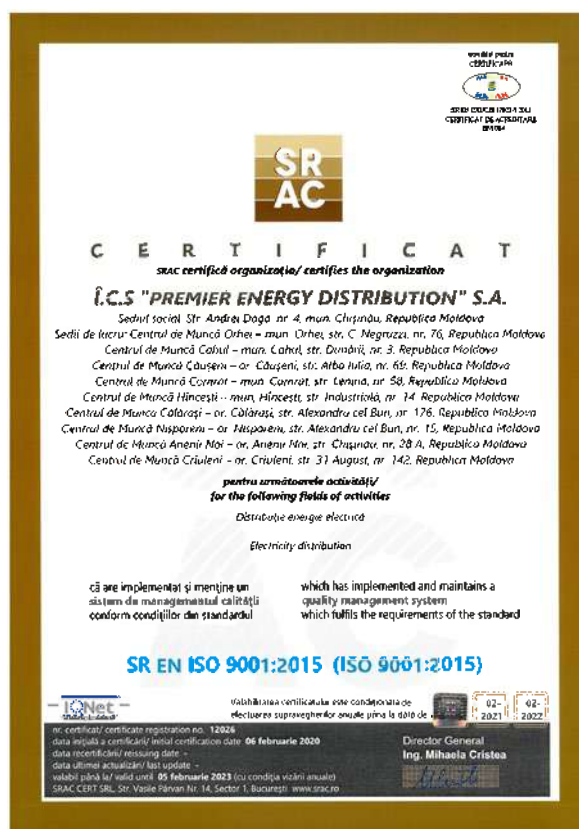 CERTIFICARE
CERTIFICAT DE ACREDITARE
SR
AC
CERTIFICAT
SRAC certifică organizația/ certifies the organization
Î.C.S "PREMIER ENERGY DISTRIBUTION" S.A.
Sediul social Str. Andrei Doga nr. 4, mun. Chișinău, Republica Moldova
Sedii de lucru: Centrul de Muncă Orhei – mun. Orhei, str. C. Negruzzi, nr. 76, Republica Moldova
Centrul de Muncă Cahul – mun. Cahul, str. Dunării, nr. 3, Republica Moldova
Centrul de Muncă Căușeni – or. Căușeni, str. Alba Iulia, nr. 69, Republica Moldova
Centrul de Muncă Comrat – mun. Comrat, str. Lenina, nr. 58, Republica Moldova
Centrul de Muncă Hîncești – mun. Hîncești, str. Industrială, nr. 14 Republica Moldova
Centrul de Muncă Călărași – or. Călărași, str. Alexandru cel Bun, nr. 176, Republica Moldova
Centrul de Muncă Nisporeni – or. Nisporeni, str. Alexandru cel Bun, nr. 15, Republica Moldova
Centrul de Muncă Anenii Noi – or. Anenii Noi, str. Chișinău, nr. 28 A, Republica Moldova
Centrul de Muncă Criuleni – or. Criuleni, str. 31 August, nr. 142, Republica Moldova
pentru următoarele activități/
for the following fields of activities
Distribuție energie electrică
Electricity distribution
că are implementat și menține un
sistem de managementul calității
conform condițiilor din standardul
which has implemented and maintains a
quality management system
which fulfils the requirements of the standard
SR EN ISO 9001:2015 (ISO 9001:2015)
IQNet
Valabilitatea certificatului este condiționată de
efectuarea supravegherilor anuale până la data de
02-
2021
02-
2022
nr. certificat/ certificate registration no. 12026
data inițială a certificării/ initial certification date 06 februarie 2020
data recertificării/ reissuing date -
data ultimei actualizări/ last update -
valabil până la/ valid until 05 februarie 2023 (cu condiția vizării anuale)
SRAC CERT SRL, Str. Vasile Pârvan Nr. 14, Sector 1, București www.srac.ro
Director General
Ing. Mihaela Cristea